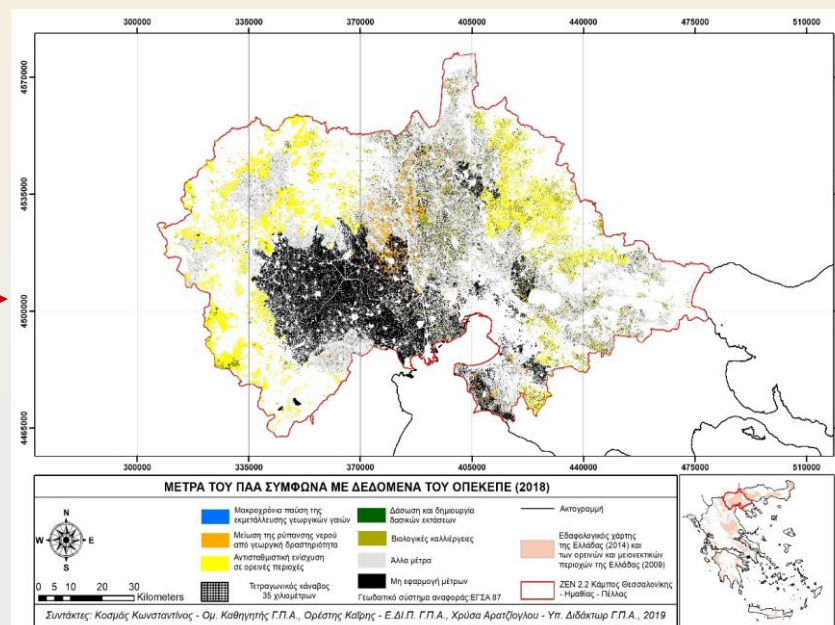 300000 335000 370000 405000 440000 475000 510000
4570000
4535000
4500000
4465000
300000 335000 370000 405000 440000 475000 510000
ΜΕΤΡΑ ΤΟΥ ΠΑΑ ΣΥΜΦΩΝΑ ΜΕ ΔΕΔΟΜΕΝΑ ΤΟΥ ΟΠΕΚΕΠΕ (2018)
N
W E
S
0 5 10 20 30
Kilometers
Μακροχρόνια παύση της
εκμετάλλευσης γεωργικών γαιών
Μείωση της ρύπανσης νερού
από γεωργική δραστηριότητα
Αντισταθμιστική ενίσχυση
σε ορεινές περιοχές
Τετραγωνικός κάναβος
35 χιλιομέτρων
Δάσωση και δημιουργία
δασικών εκτάσεων
Βιολογικές καλλιέργειες
Άλλα μέτρα
Μη εφαρμογή μέτρων
Γεωδαιτικό σύστημα αναφοράς:ΕΓΣΑ 87
Ακτογραμμή
Εδαφολογικός χάρτης
της Ελλάδας (2014) και
των ορεινών και μειονεκτικών
περιοχής της Ελλάδας (2009)
ΖΕΝ 2.2 Κάμπος Θεσσαλονίκης
- Ημαθίας - Πέλλας
Συντάκτες: Κοσμάς Κωνσταντίνος - Ομ. Καθηγητής Γ.Π.Α., Ορέστης Καΐρης - Ε.ΔΙ.Π. Γ.Π.Α., Χρύσα Αρατζίογλου - Υπ. Διδάκτωρ Γ.Π.Α., 2019